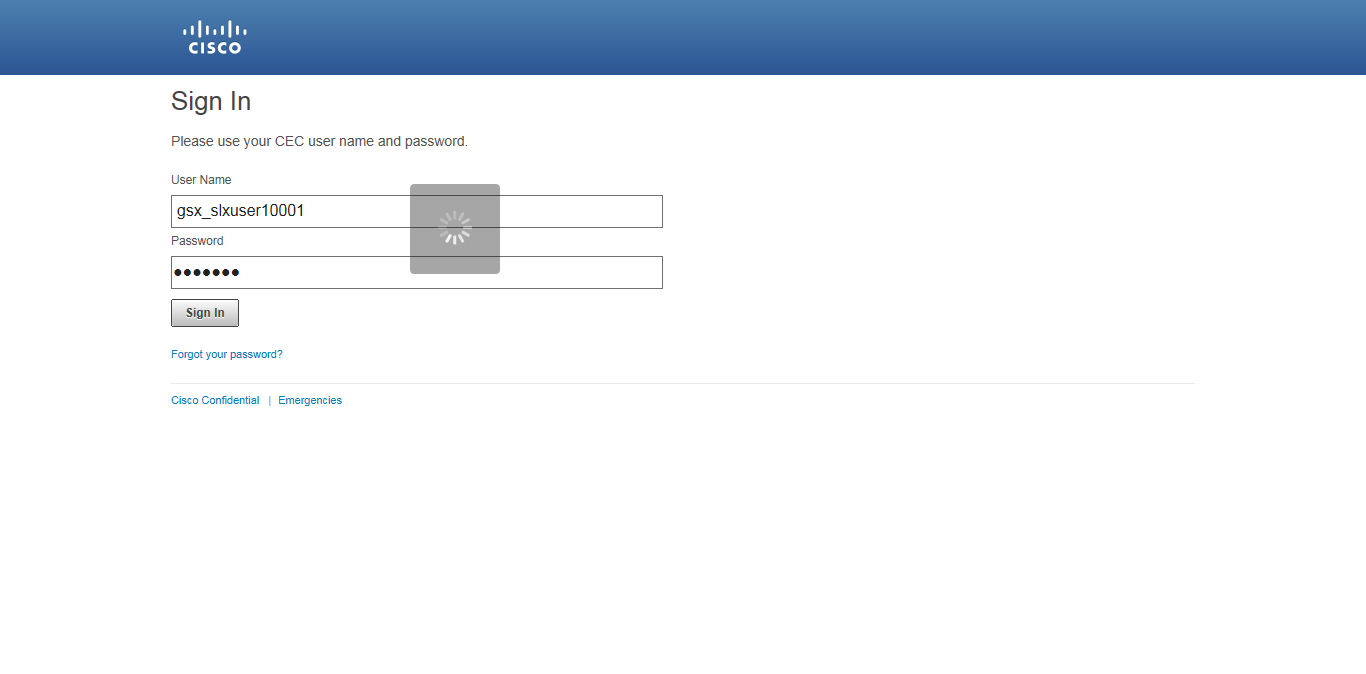 CISCO
Sign In
Please use your CEC user name and password.
User Name
gsx_slxuser10001
Password
●●●●●●●
Sign In
Forgot your password?
Cisco Confidential | Emergencies